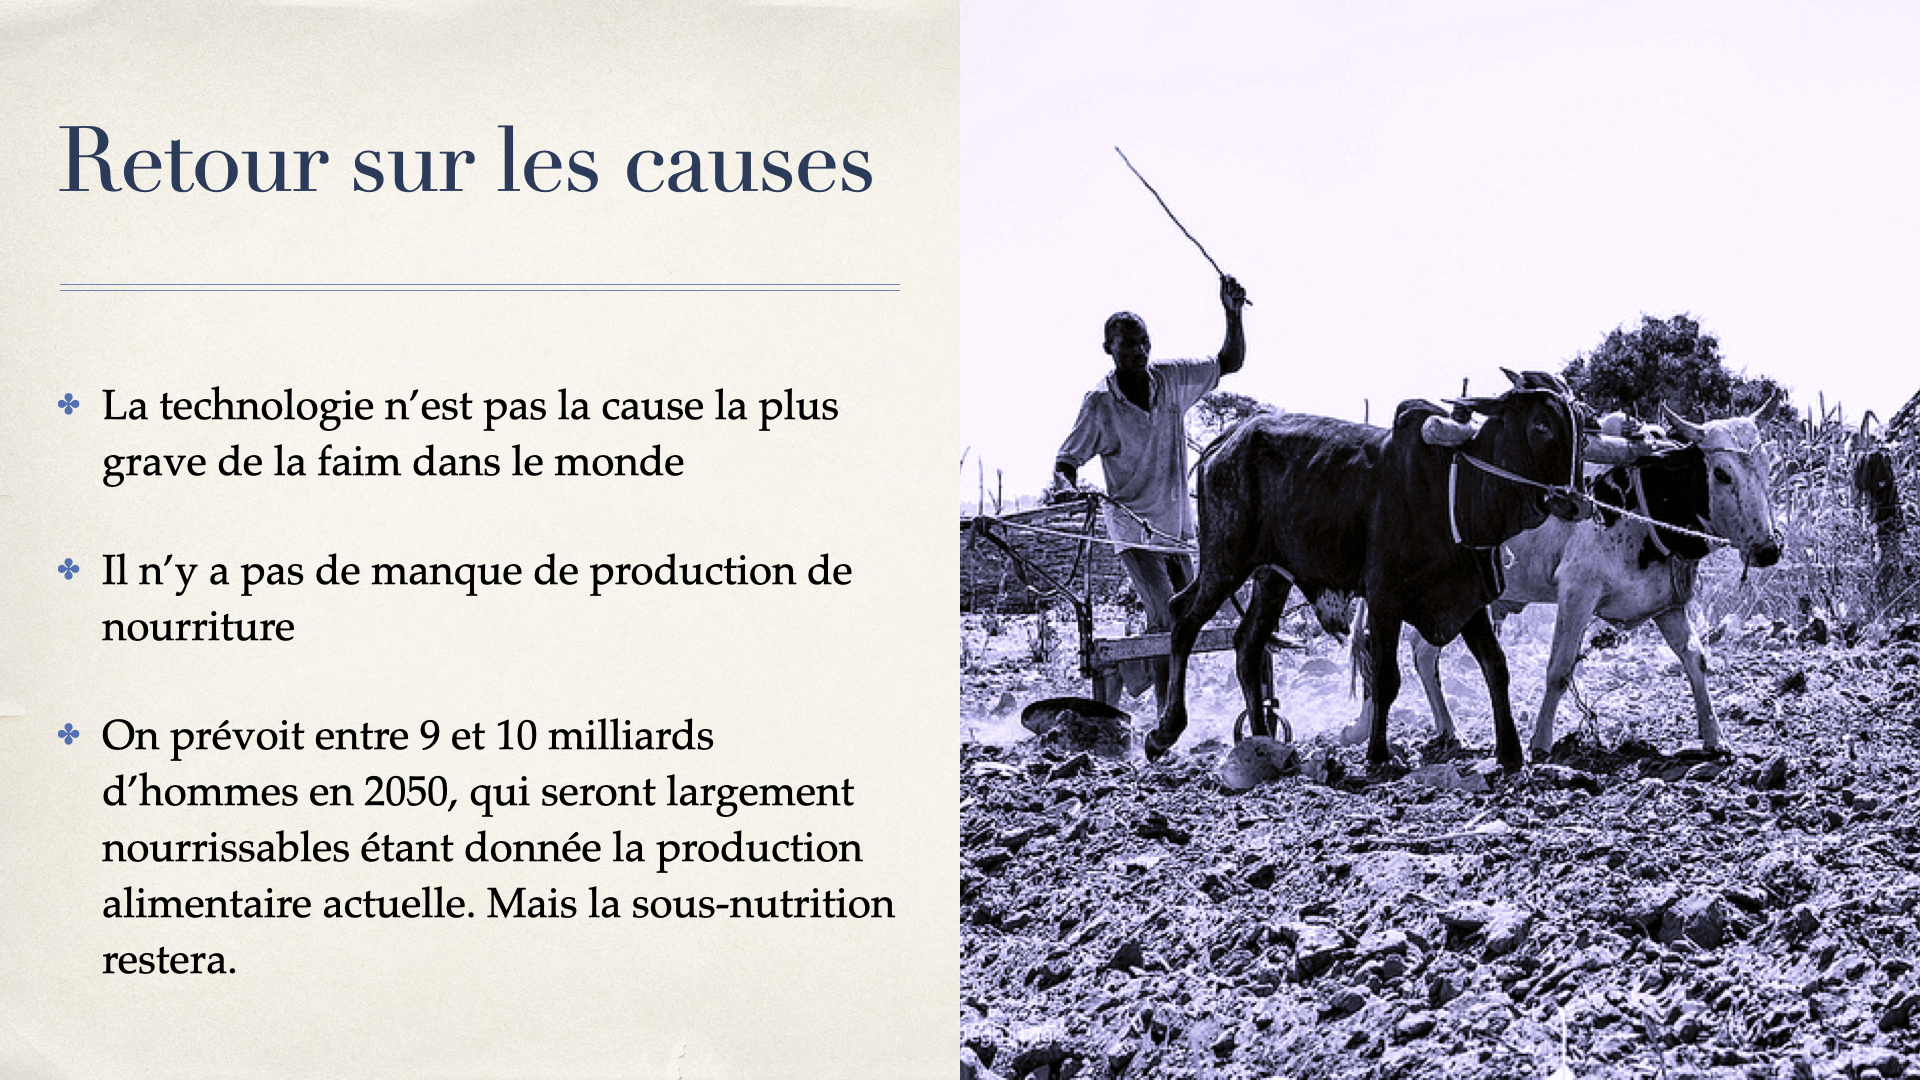 Retour sur les causes
La technologie n’est pas la cause la plus
grave de la faim dans le monde
Il n’y a pas de manque de production de
nourriture
On prévoit entre 9 et 10 milliards
d’hommes en 2050, qui seront largement
nourrissables étant donnée la production
alimentaire actuelle. Mais la sous-nutrition
restera.